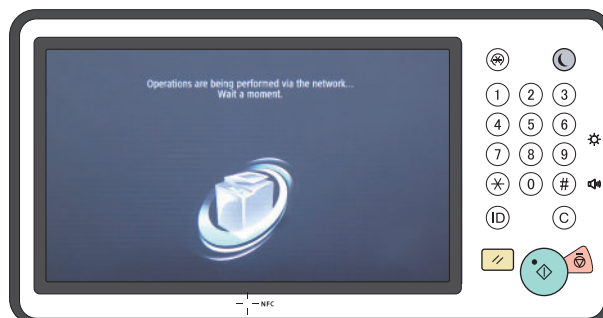 Operations are being performed via the network...
Wait a moment.
1 2 3
4 5 6
7 8 9
0 #
ID C
NFC